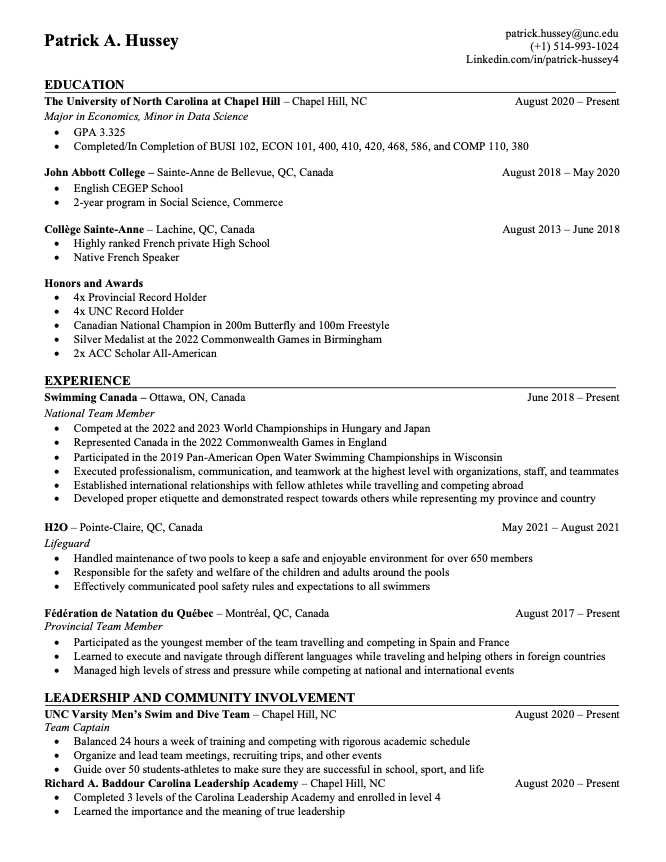 Patrick A. Hussey
patrick.hussey@unc.edu
(+1) 514-993-1024
Linkedin.com/in/patrick-hussey4
EDUCATION
The University of North Carolina at Chapel Hill – Chapel Hill, NC August 2020 – Present
Major in Economics, Minor in Data Science
• GPA 3.325
• Completed/In Completion of BUSI 102, ECON 101, 400, 410, 420, 468, 586, and COMP 110, 380
John Abbott College – Sainte-Anne de Bellevue, QC, Canada August 2018 – May 2020
• English CEGEP School
• 2-year program in Social Science, Commerce
Collège Sainte-Anne – Lachine, QC, Canada August 2013 – June 2018
• Highly ranked French private High School
• Native French Speaker
Honors and Awards
• 4x Provincial Record Holder
• 4x UNC Record Holder
• Canadian National Champion in 200m Butterfly and 100m Freestyle
• Silver Medalist at the 2022 Commonwealth Games in Birmingham
• 2x ACC Scholar All-American
EXPERIENCE
Swimming Canada – Ottawa, ON, Canada June 2018 – Present
National Team Member
• Competed at the 2022 and 2023 World Championships in Hungary and Japan
• Represented Canada in the 2022 Commonwealth Games in England
• Participated in the 2019 Pan-American Open Water Swimming Championships in Wisconsin
• Executed professionalism, communication, and teamwork at the highest level with organizations, staff, and teammates
• Established international relationships with fellow athletes while travelling and competing abroad
• Developed proper etiquette and demonstrated respect towards others while representing my province and country
H2O – Pointe-Claire, QC, Canada May 2021 – August 2021
Lifeguard
• Handled maintenance of two pools to keep a safe and enjoyable environment for over 650 members
• Responsible for the safety and welfare of the children and adults around the pools
• Effectively communicated pool safety rules and expectations to all swimmers
Fédération de Natation du Québec – Montréal, QC, Canada August 2017 – Present
Provincial Team Member
• Participated as the youngest member of the team travelling and competing in Spain and France
• Learned to execute and navigate through different languages while traveling and helping others in foreign countries
• Managed high levels of stress and pressure while competing at national and international events
LEADERSHIP AND COMMUNITY INVOLVEMENT
UNC Varsity Men's Swim and Dive Team – Chapel Hill, NC August 2020 – Present
Team Captain
• Balanced 24 hours a week of training and competing with rigorous academic schedule
• Organize and lead team meetings, recruiting trips, and other events
• Guide over 50 students-athletes to make sure they are successful in school, sport, and life
Richard A. Baddour Carolina Leadership Academy – Chapel Hill, NC August 2020 – Present
• Completed 3 levels of the Carolina Leadership Academy and enrolled in level 4
• Learned the importance and the meaning of true leadership